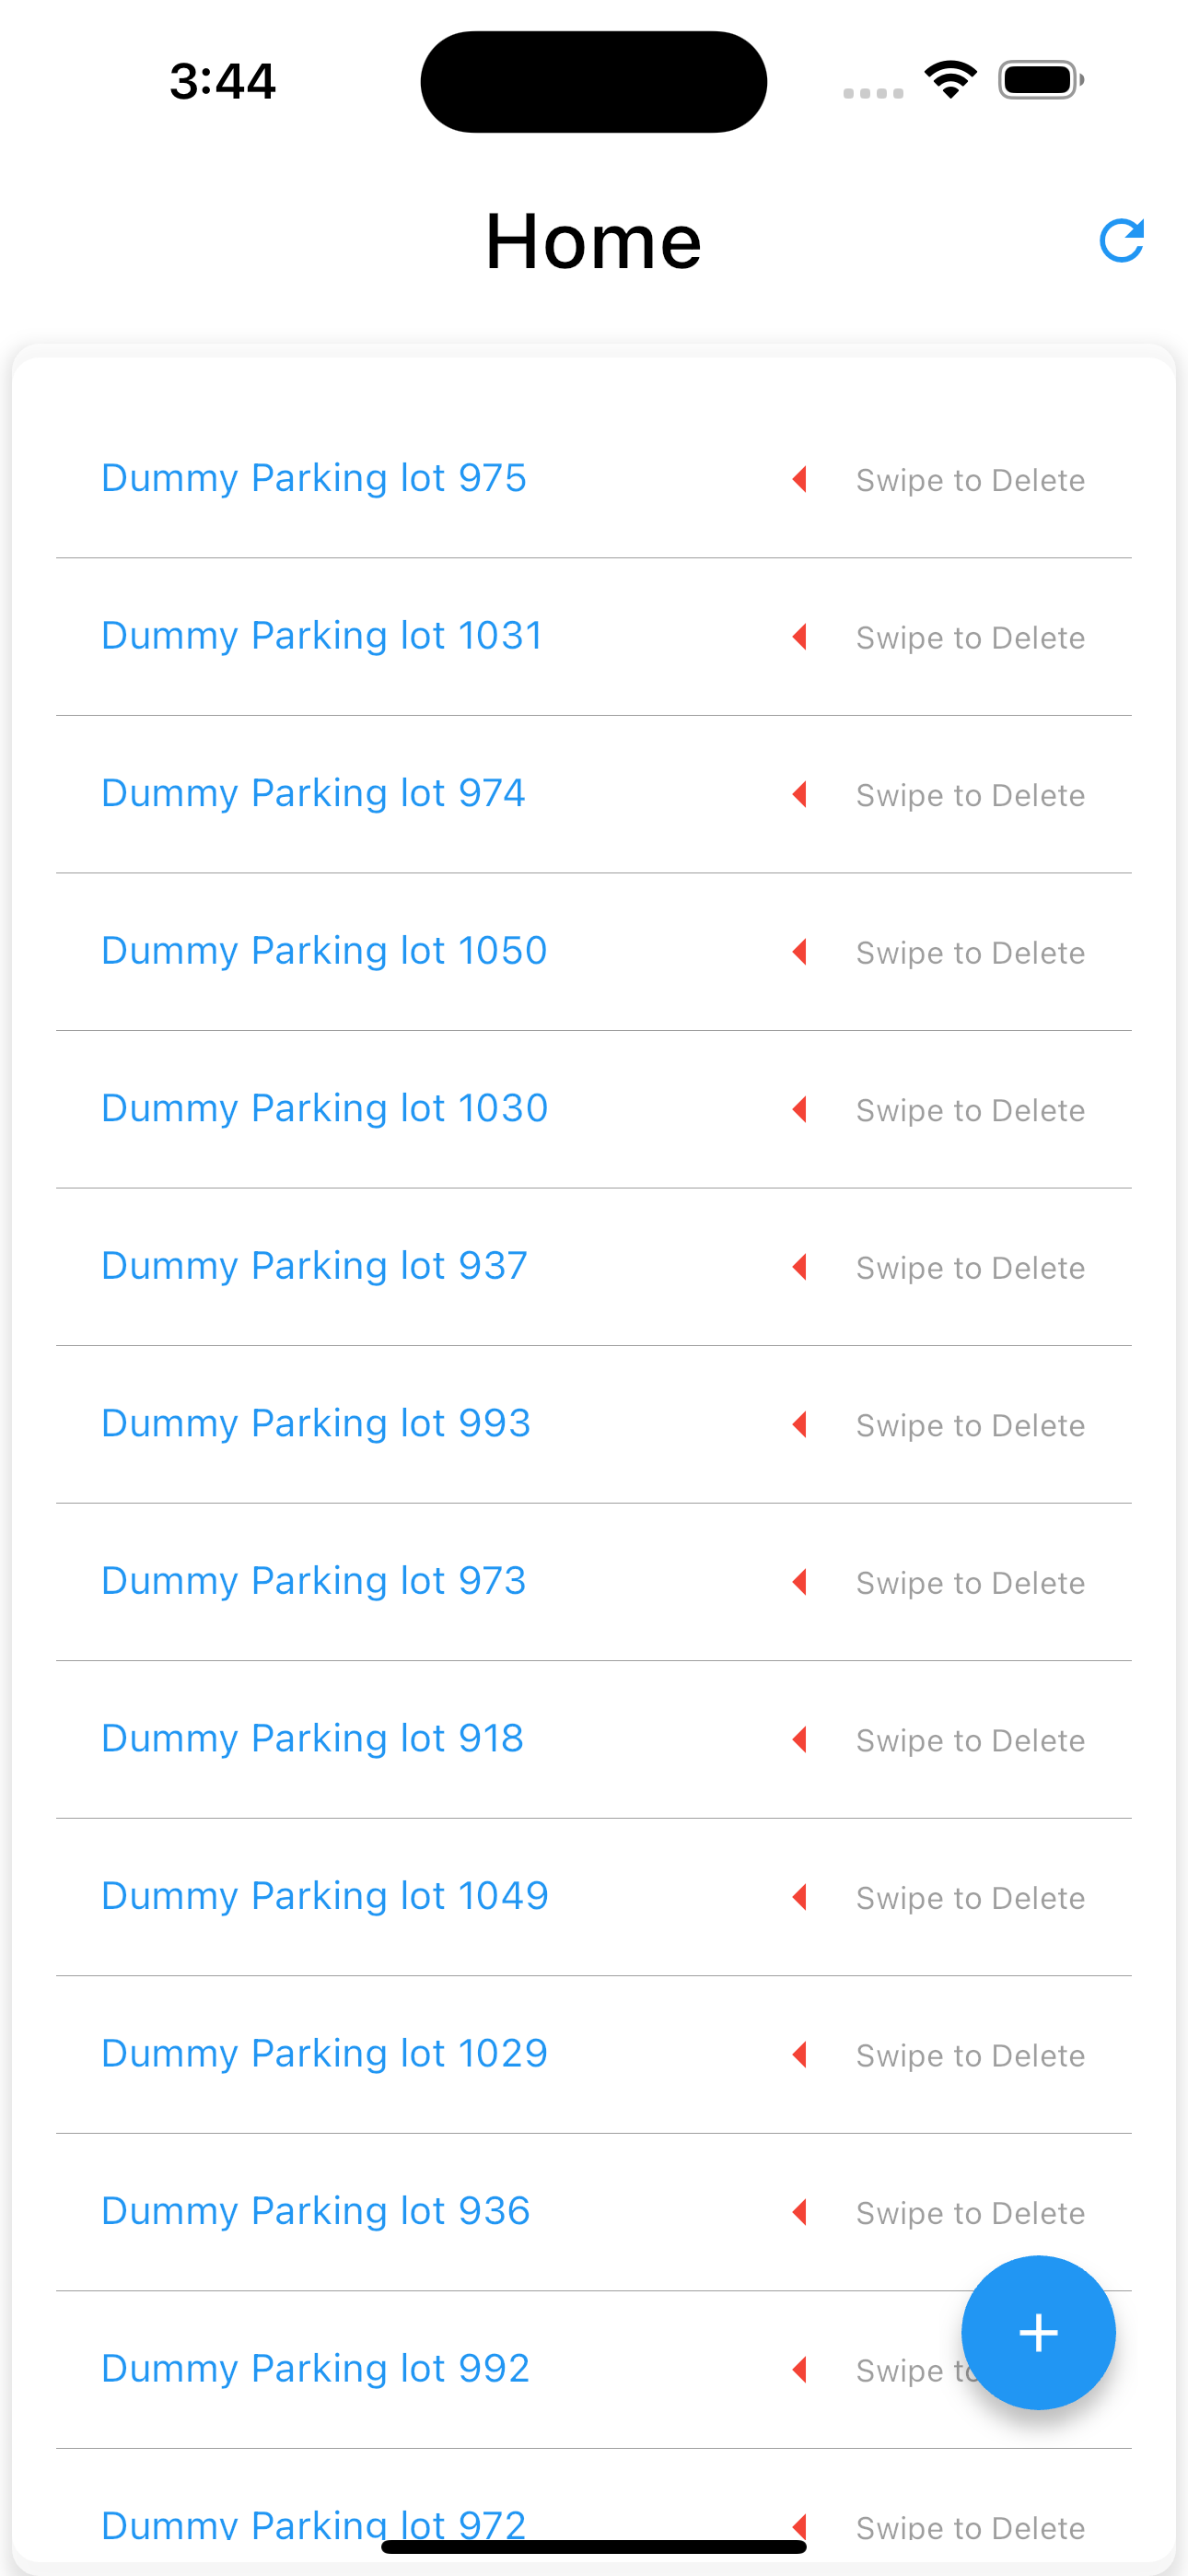 3:44
Home
Dummy Parking lot 975 Swipe to Delete
Dummy Parking lot 1031 Swipe to Delete
Dummy Parking lot 974 Swipe to Delete
Dummy Parking lot 1050 Swipe to Delete
Dummy Parking lot 1030 Swipe to Delete
Dummy Parking lot 937 Swipe to Delete
Dummy Parking lot 993 Swipe to Delete
Dummy Parking lot 973 Swipe to Delete
Dummy Parking lot 918 Swipe to Delete
Dummy Parking lot 1049 Swipe to Delete
Dummy Parking lot 1029 Swipe to Delete
Dummy Parking lot 936 Swipe to Delete
Dummy Parking lot 992 Swipe to
Dummy Parking lot 972 Swipe to Delete